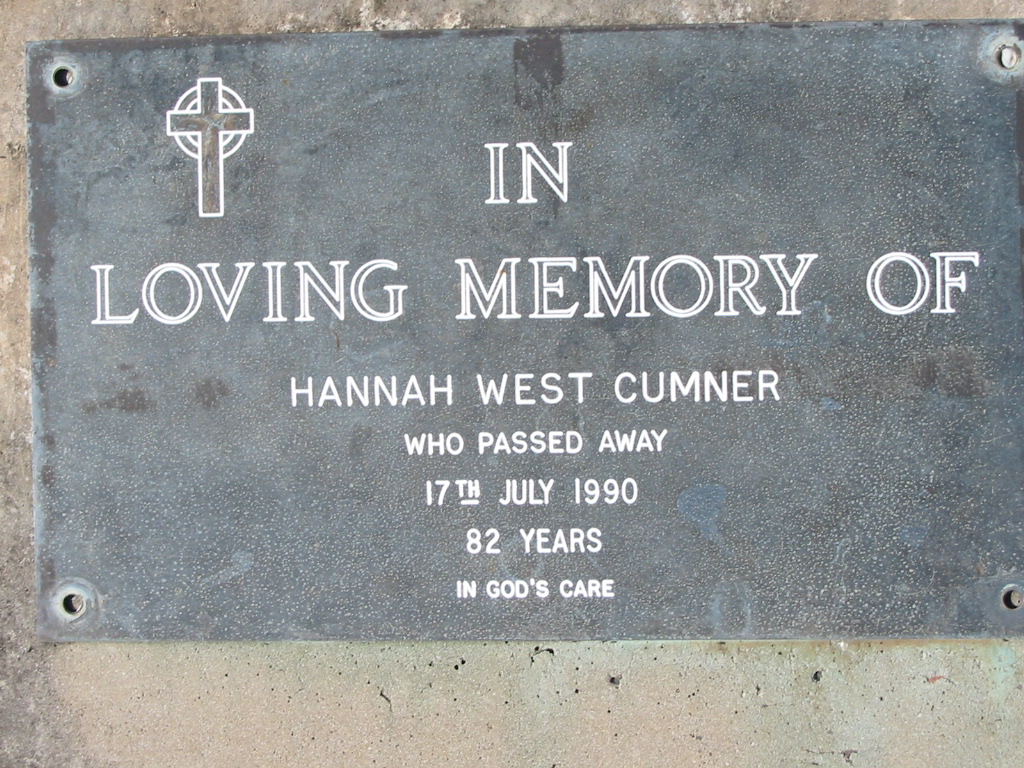 IN
LOVING MEMORY OF
HANNAH WEST CUMNER
WHO PASSED AWAY
17TH JULY 1990
82 YEARS
IN GOD'S CARE